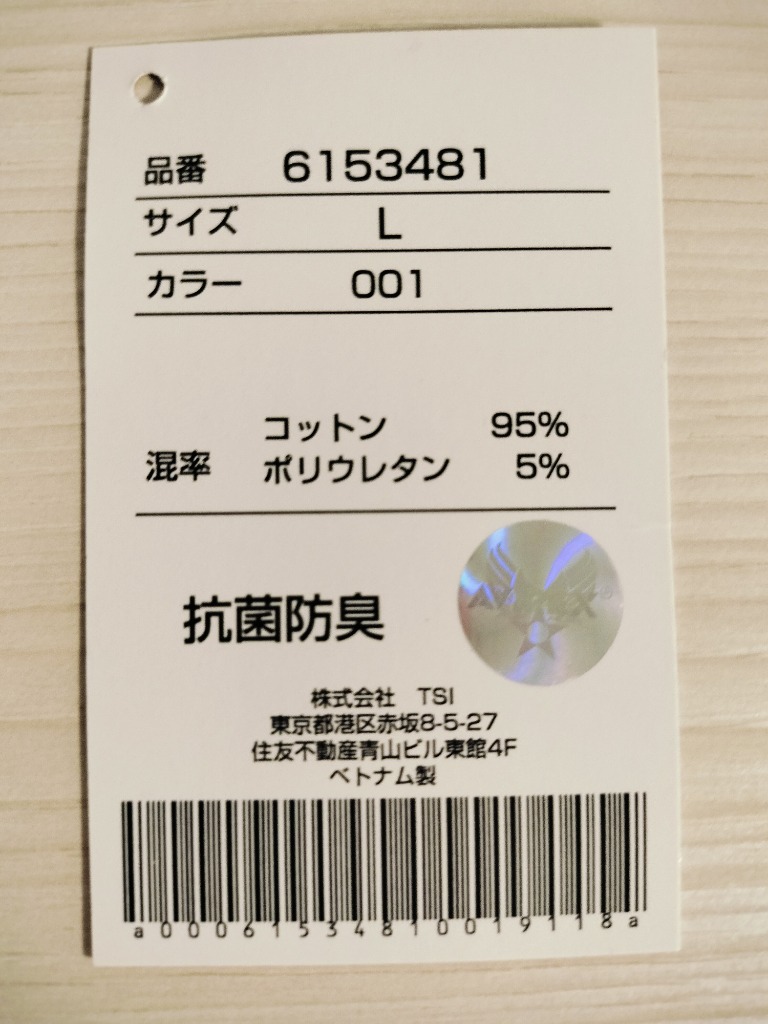 品番 6153481
サイズ L
カラー 001
コットン 95%
混率 ポリウレタン 5%
抗菌防臭
AVIREX®
株式会社 TSI
東京都港区赤坂8-5-27
住友不動産青山ビル東館4F
ベトナム製
a00061534810019118a